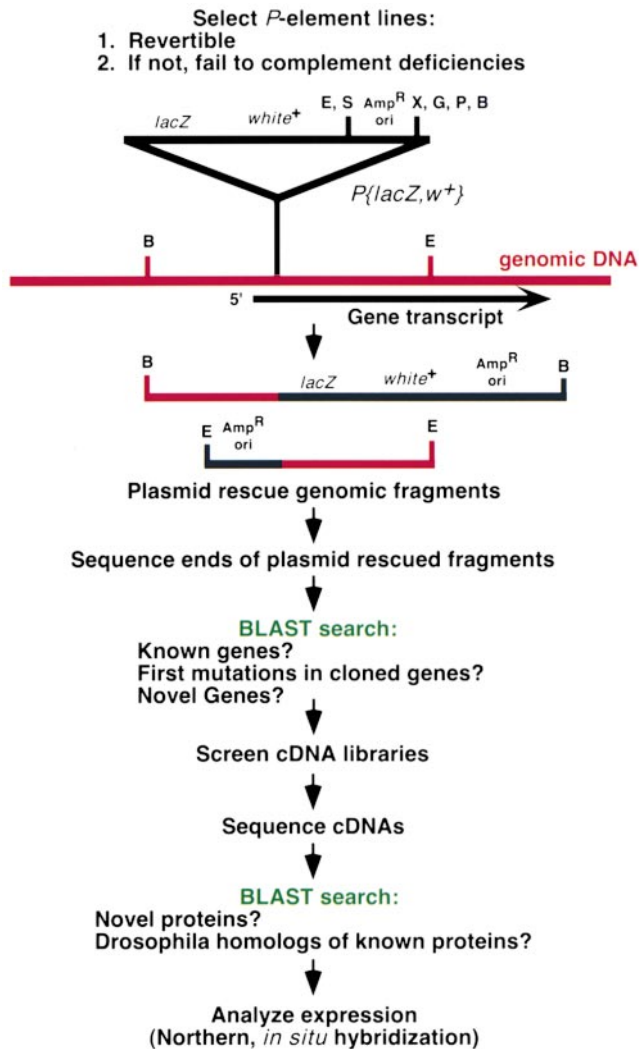 Select P-element lines:
1. Revertible
2. If not, fail to complement deficiencies
E, S Amp^R X, G, P, B
lacZ white⁺ ori
P{lacZ,w⁺}
B E
genomic DNA
5'
Gene transcript
B lacZ white⁺ Amp^R ori B
E Amp^R ori E
Plasmid rescue genomic fragments
Sequence ends of plasmid rescued fragments
BLAST search:
Known genes?
First mutations in cloned genes?
Novel Genes?
Screen cDNA libraries
Sequence cDNAs
BLAST search:
Novel proteins?
Drosophila homologs of known proteins?
Analyze expression
(Northern, in situ hybridization)